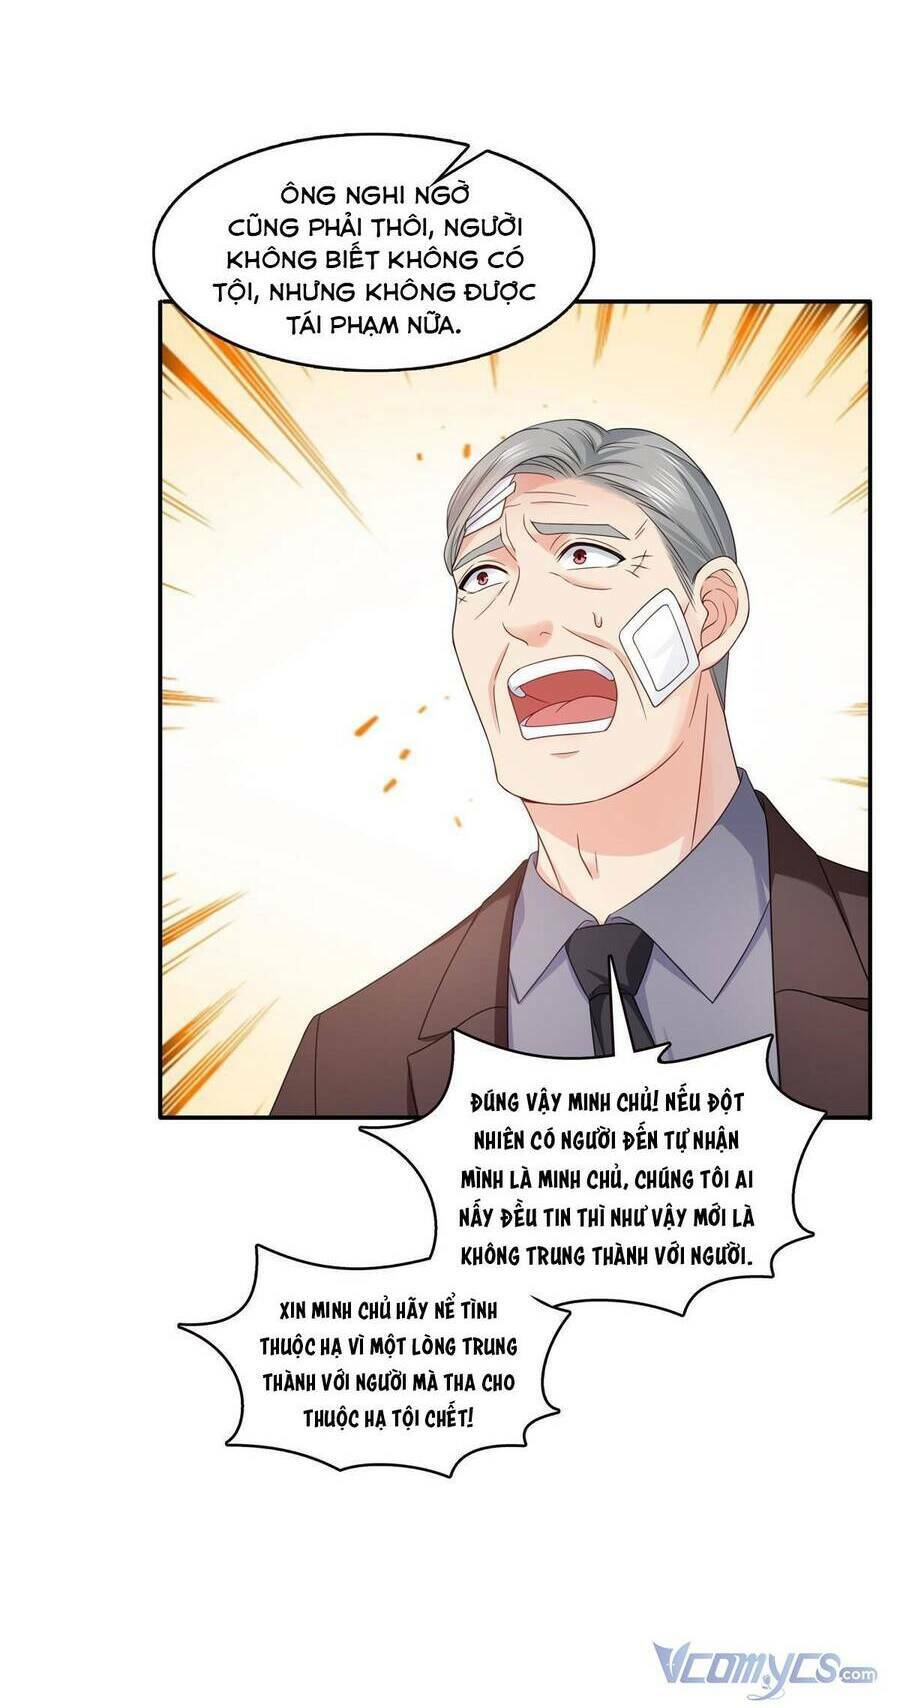 ÔNG NGHI NGỜ
CŨNG PHẢI THÔI, NGƯỜI
KHÔNG BIẾT KHÔNG CÓ
TỘI, NHƯNG KHÔNG ĐƯỢC
TÁI PHẠM NỮA.
ĐÚNG VẬY MINH CHỦ! NẾU ĐỘT
NHIÊN CÓ NGƯỜI ĐẾN TỰ NHẬN
MÌNH LÀ MINH CHỦ, CHÚNG TÔI AI
NẤY ĐỀU TIN THÌ NHƯ VẬY MỚI LÀ
KHÔNG TRUNG THÀNH VỚI NGƯỜI.
XIN MINH CHỦ HÃY NỂ TÌNH
THUỘC HẠ VÌ MỘT LÒNG TRUNG
THÀNH VỚI NGƯỜI MÀ THA CHO
THUỘC HẠ TỘI CHẾT!
VCOMYCS.com